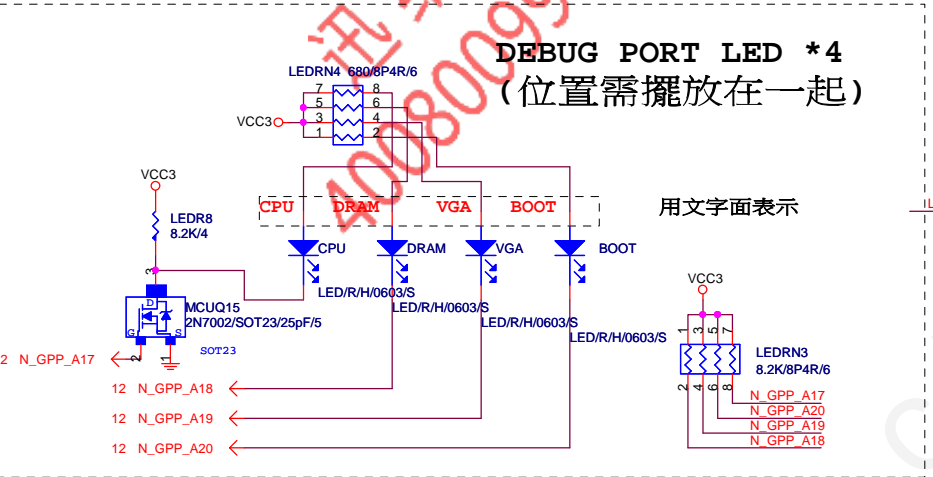 DEBUG PORT LED *4
(位置需擺放在一起)
LEDRN4 680/8P4R/6
7 8
5 6
3 4
1 2
VCC3
迅
4008009
VCC3
LEDR8
8.2K/4
CPU DRAM VGA BOOT
用文字面表示
CPU
DRAM
VGA
BOOT
LED/R/H/0603/S
LED/R/H/0603/S
LED/R/H/0603/S
LED/R/H/0603/S
3
D
G
S
MCUQ15
2N7002/SOT23/25pF/5
SOT23
2
1
2 N_GPP_A17
12 N_GPP_A18
12 N_GPP_A19
12 N_GPP_A20
VCC3
1 3 5 7
LEDRN3
8.2K/8P4R/6
2 4 6 8
N_GPP_A17
N_GPP_A20
N_GPP_A19
N_GPP_A18
L